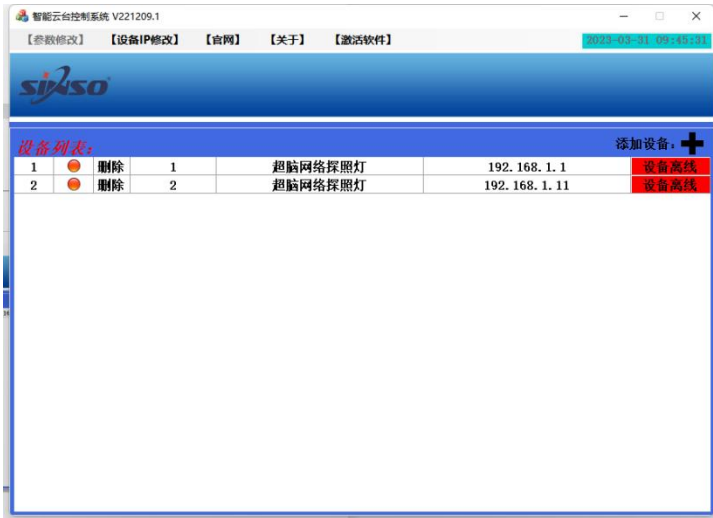 智能云台控制系统 V221209.1
【参数修改】 【设备IP修改】 【官网】 【关于】 【激活软件】 2023-03-31 09:45:31
sinso
设备列表: 添加设备:
1 删除 1 超脑网络探照灯 192.168.1.1 设备离线
2 删除 2 超脑网络探照灯 192.168.1.11 设备离线